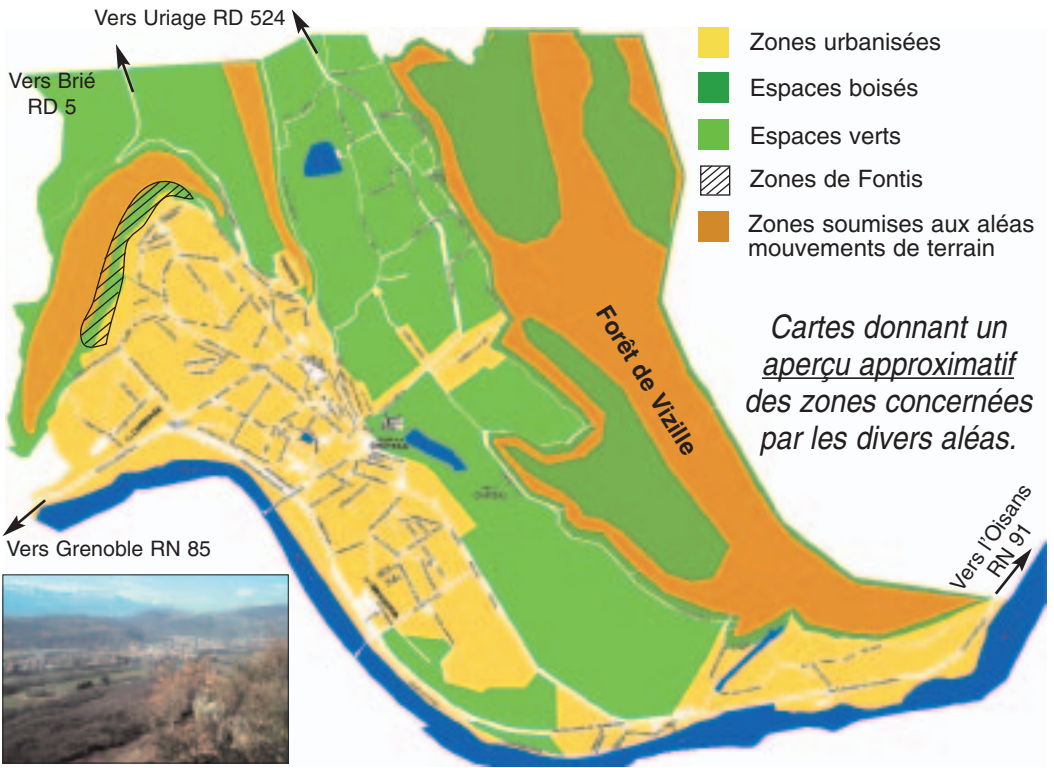 Vers Uriage RD 524
Vers Brié
RD 5
Zones urbanisées
Espaces boisés
Espaces verts
Zones de Fontis
Zones soumises aux aléas
mouvements de terrain
Forêt de Vizille
Cartes donnant un
aperçu approximatif
des zones concernées
par les divers aléas.
Vers Grenoble RN 85
Vers l'Oisans
RN 91